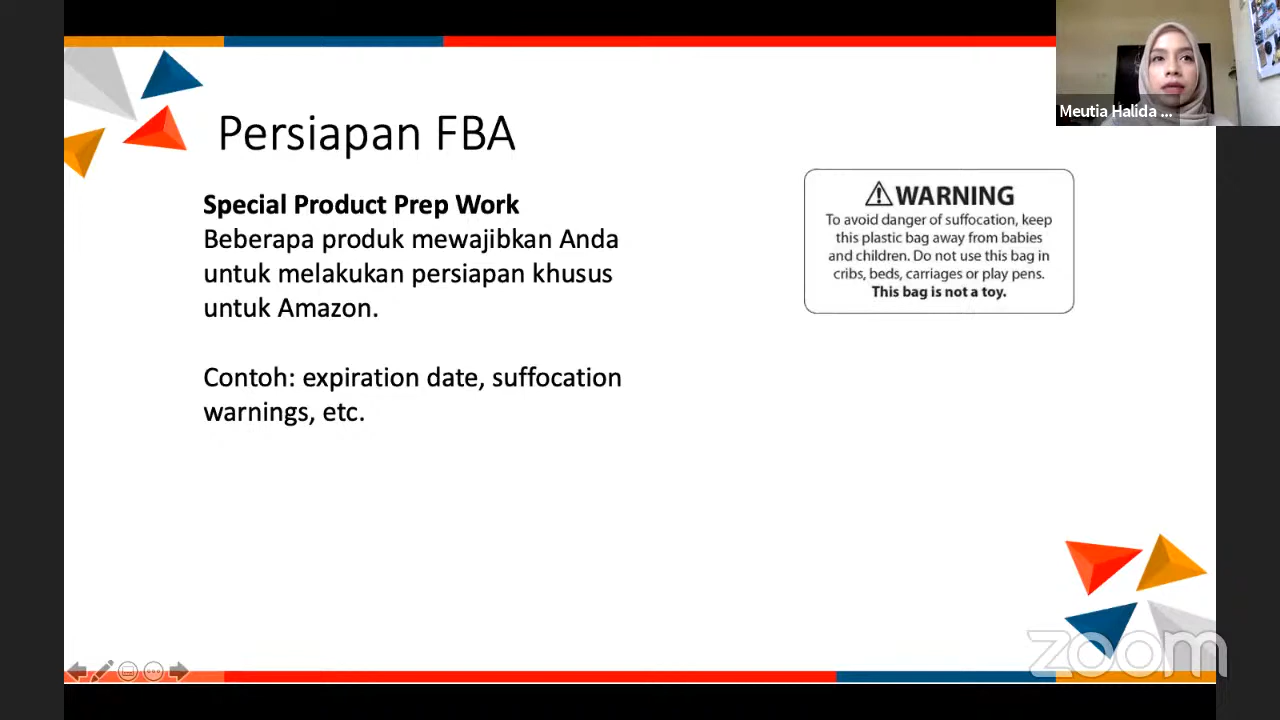 Meutia Halida ...
Persiapan FBA
Special Product Prep Work
Beberapa produk mewajibkan Anda
untuk melakukan persiapan khusus
untuk Amazon.
Contoh: expiration date, suffocation
warnings, etc.
WARNING
To avoid danger of suffocation, keep
this plastic bag away from babies
and children. Do not use this bag in
cribs, beds, carriages or play pens.
This bag is not a toy.
zoom